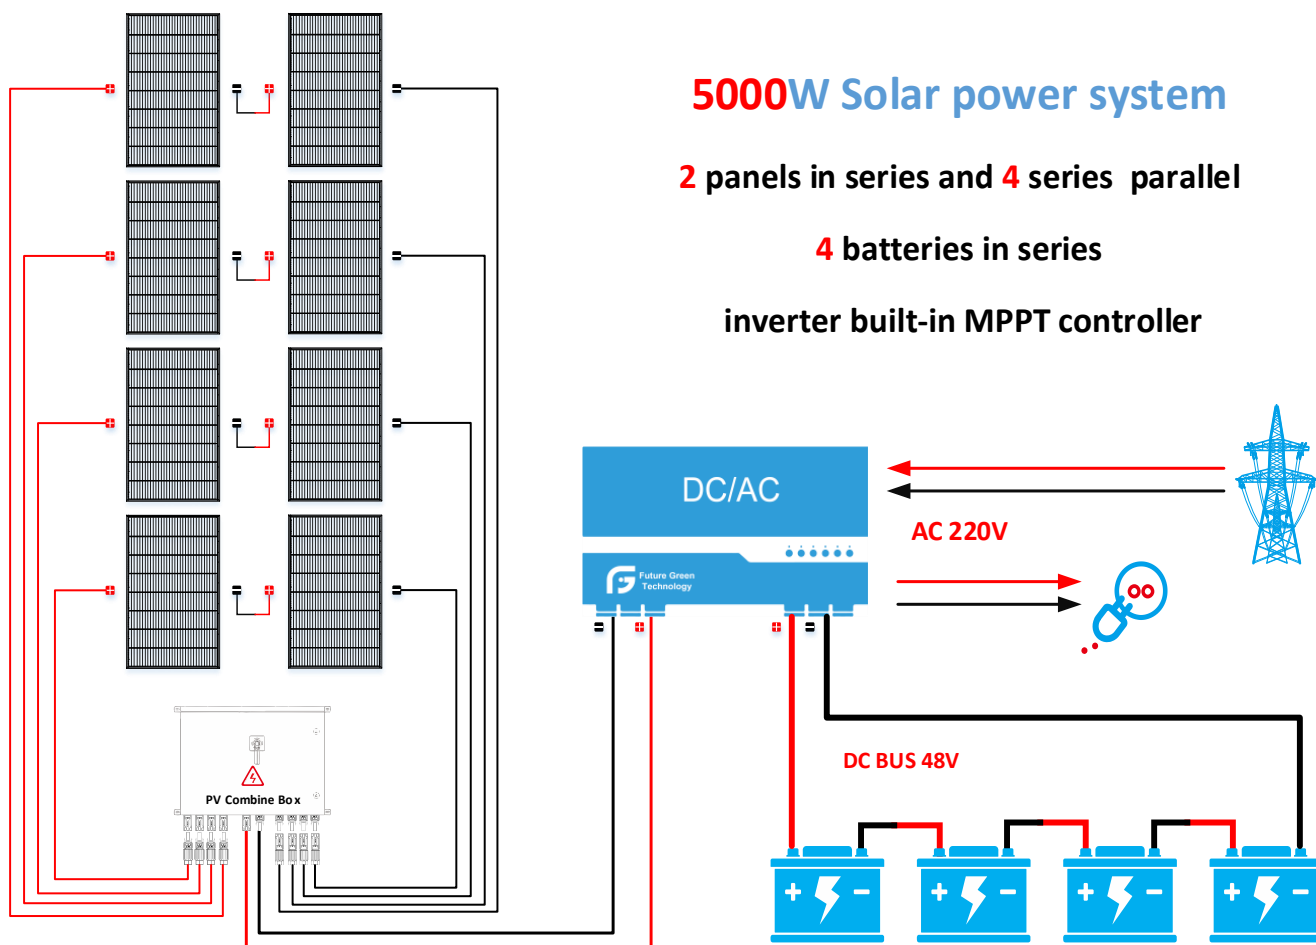 5000W Solar power system
2 panels in series and 4 series parallel
4 batteries in series
inverter built-in MPPT controller
DC/AC
Future Green
Technology
AC 220V
DC BUS 48V
PV Combine Box